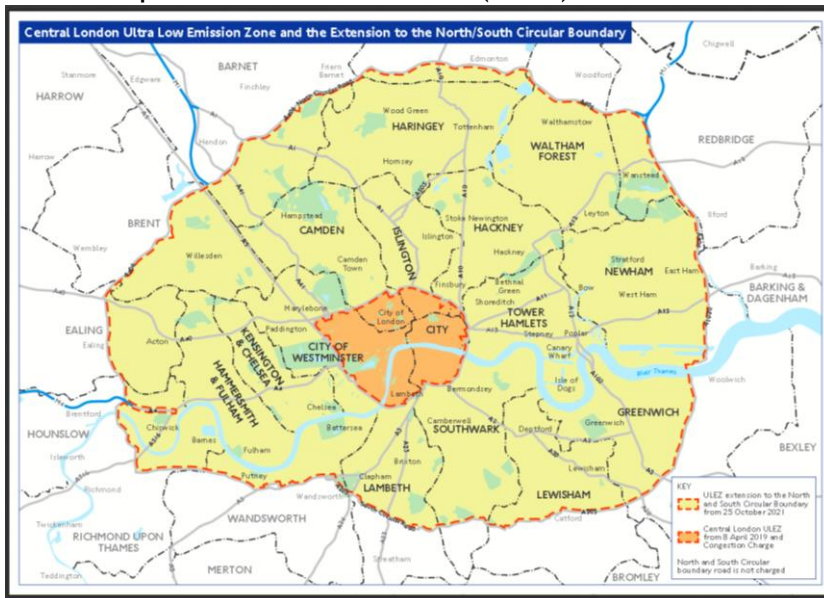 Central London Ultra Low Emission Zone and the Extension to the North/South Circular Boundary
Chigwell
Stanmore
Edgware
BARNET
Friern
Barnet
Edmonton
Woodford
HARROW
Finchley
Wood Green
HARINGEY
Tottenham
Walthamstow
WALTHAM
FOREST
REDBRIDGE
Hendon
Harrow
Hornsey
Wanstead
BRENT
Hampstead
CAMDEN
ISLINGTON
Stoke Newington
HACKNEY
Leyton
Ilford
Wembley
Willesden
Camden
Town
Islington
Hackney
Stratford
NEWHAM
East Ham
Barking
BARKING &
DAGENHAM
Finsbury
Bethnal
Green
Shoreditch
Bow
West Ham
Marylebone
City of
London
CITY
TOWER
HAMLETS
EALING
Ealing
Acton
Paddington
KENSINGTON
& CHELSEA
CITY OF
WESTMINSTER
Stepney
Poplar
Canary
Wharf
River Thames
Woolwich
HAMMERSMITH
& FULHAM
Lambeth
Bermondsey
Isle of
Dogs
GREENWICH
Brentford
Chiswick
Chelsea
Battersea
Camberwell
SOUTHWARK
Deptford
Greenwich
HOUNSLOW
Isleworth
Barnes
Fulham
Putney
Brixton
BEXLEY
Richmond
Wandsworth
Clapham
LAMBETH
Lewisham
LEWISHAM
Catford
Twickenham
RICHMOND UPON
THAMES
WANDSWORTH
Streatham
Teddington
MERTON
BROMLEY
KEY
ULEZ extension to the North
and South Circular Boundary
from 25 October 2021
Central London ULEZ
from 8 April 2019 and
Congestion Charge
North and South Circular
boundary road is not charged